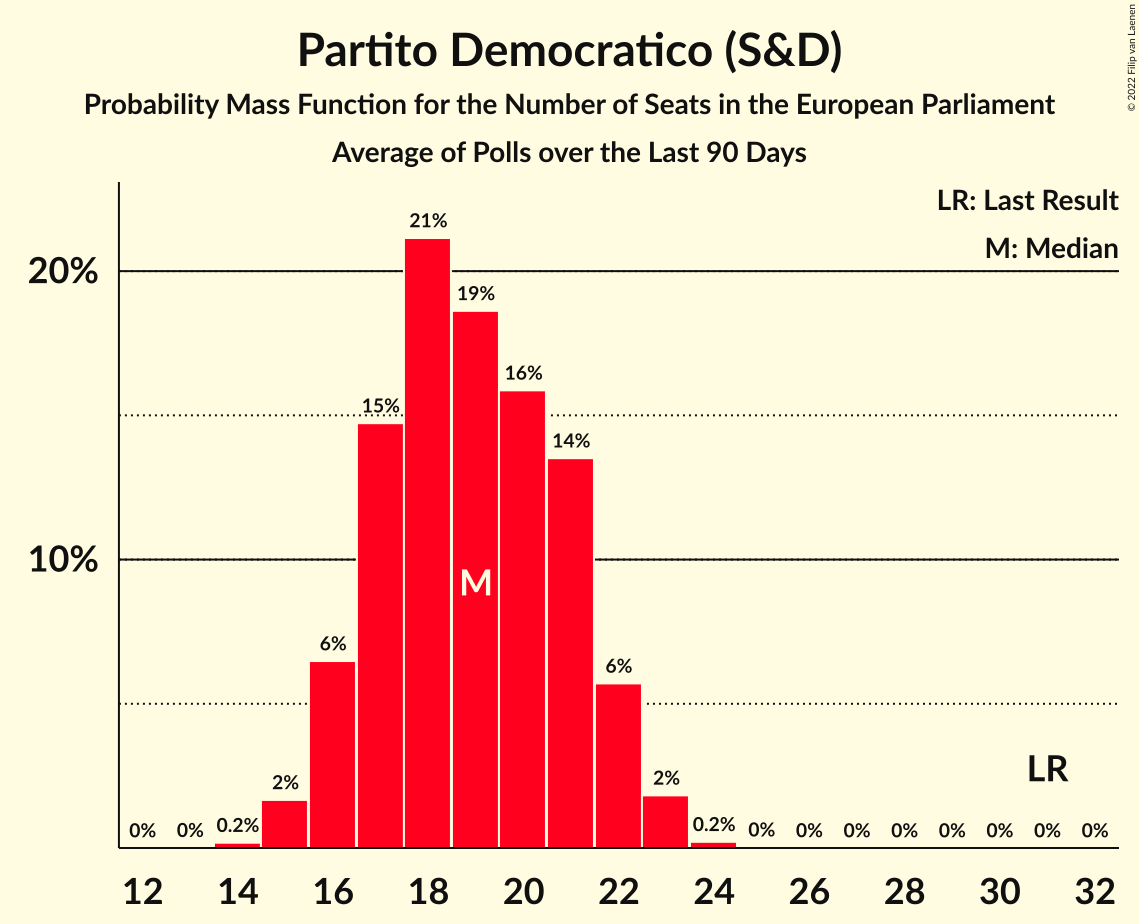 Partito Democratico (S&D)
Probability Mass Function for the Number of Seats in the European Parliament
Average of Polls over the Last 90 Days
© 2022 Filip van Laenen
LR: Last Result
M: Median
20%
10%
0%
0%
0.2%
2%
6%
15%
21%
19%
16%
14%
6%
2%
0.2%
0%
0%
0%
0%
0%
0%
0%
0%
M
LR
12 14 16 18 20 22 24 26 28 30 32